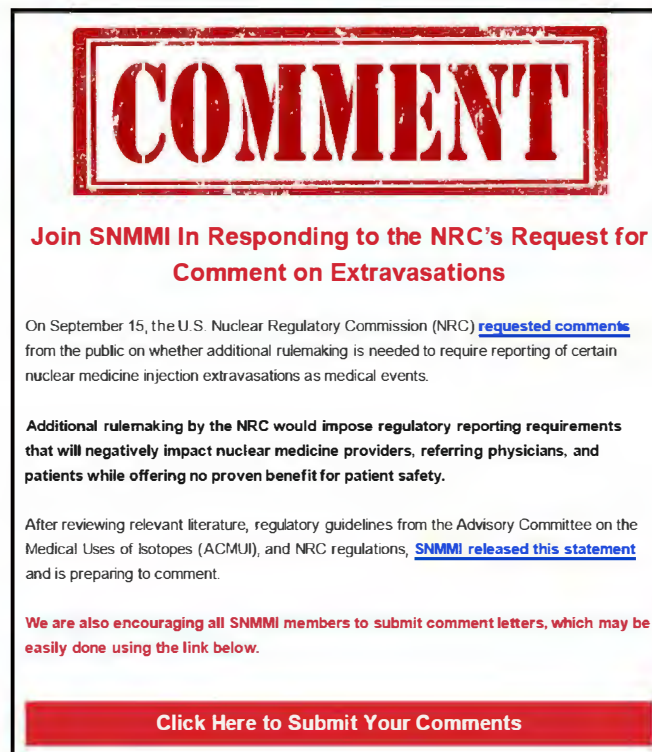 COMMENT
Join SNMMI In Responding to the NRC's Request for
Comment on Extravasations
On September 15, the U.S. Nuclear Regulatory Commission (NRC) requested comments
from the public on whether additional rulemaking is needed to require reporting of certain
nuclear medicine injection extravasations as medical events.
Additional rulemaking by the NRC would impose regulatory reporting requirements
that will negatively impact nuclear medicine providers, referring physicians, and
patients while offering no proven benefit for patient safety.
After reviewing relevant literature, regulatory guidelines from the Advisory Committee on the
Medical Uses of Isotopes (ACMUI), and NRC regulations, SNMMI released this statement
and is preparing to comment.
We are also encouraging all SNMMI members to submit comment letters, which may be
easily done using the link below.
Click Here to Submit Your Comments